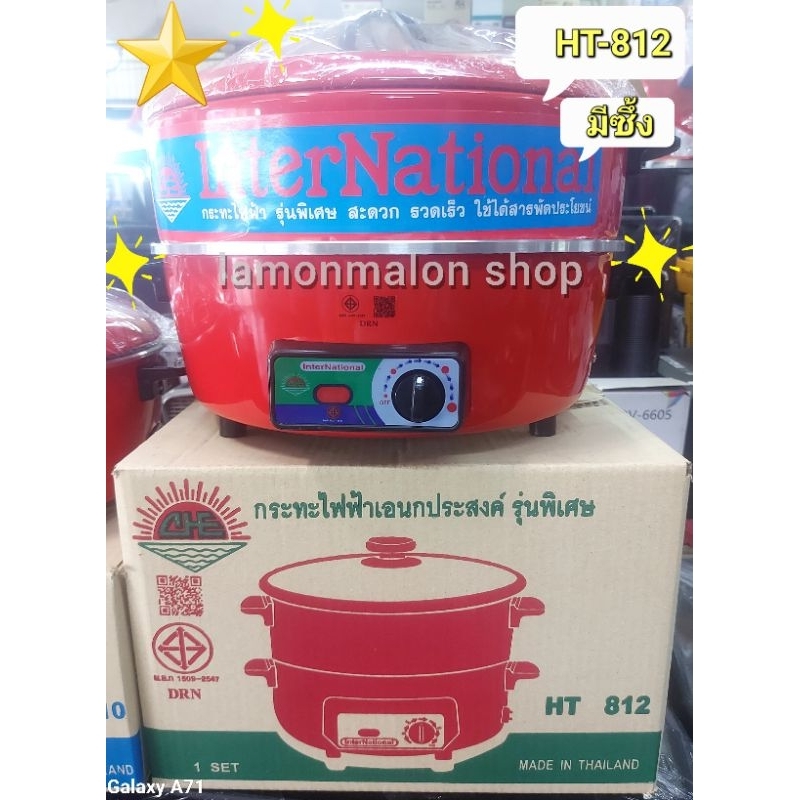 HT-812
มีซึ้ง
InterNational
กระทะไฟฟ้า รุ่นพิเศษ สะดวก รวดเร็ว ใช้ได้สารพัดประโยชน์
lamonmalon shop
DRN
InterNational
OFF
V-6605
CHE
กระทะไฟฟ้าเอนกประสงค์ รุ่นพิเศษ
ม.อ.ก 1509-2547
DRN
HT 812
InterNational
1 SET
MADE IN THAILAND
10
AND
Galaxy A71